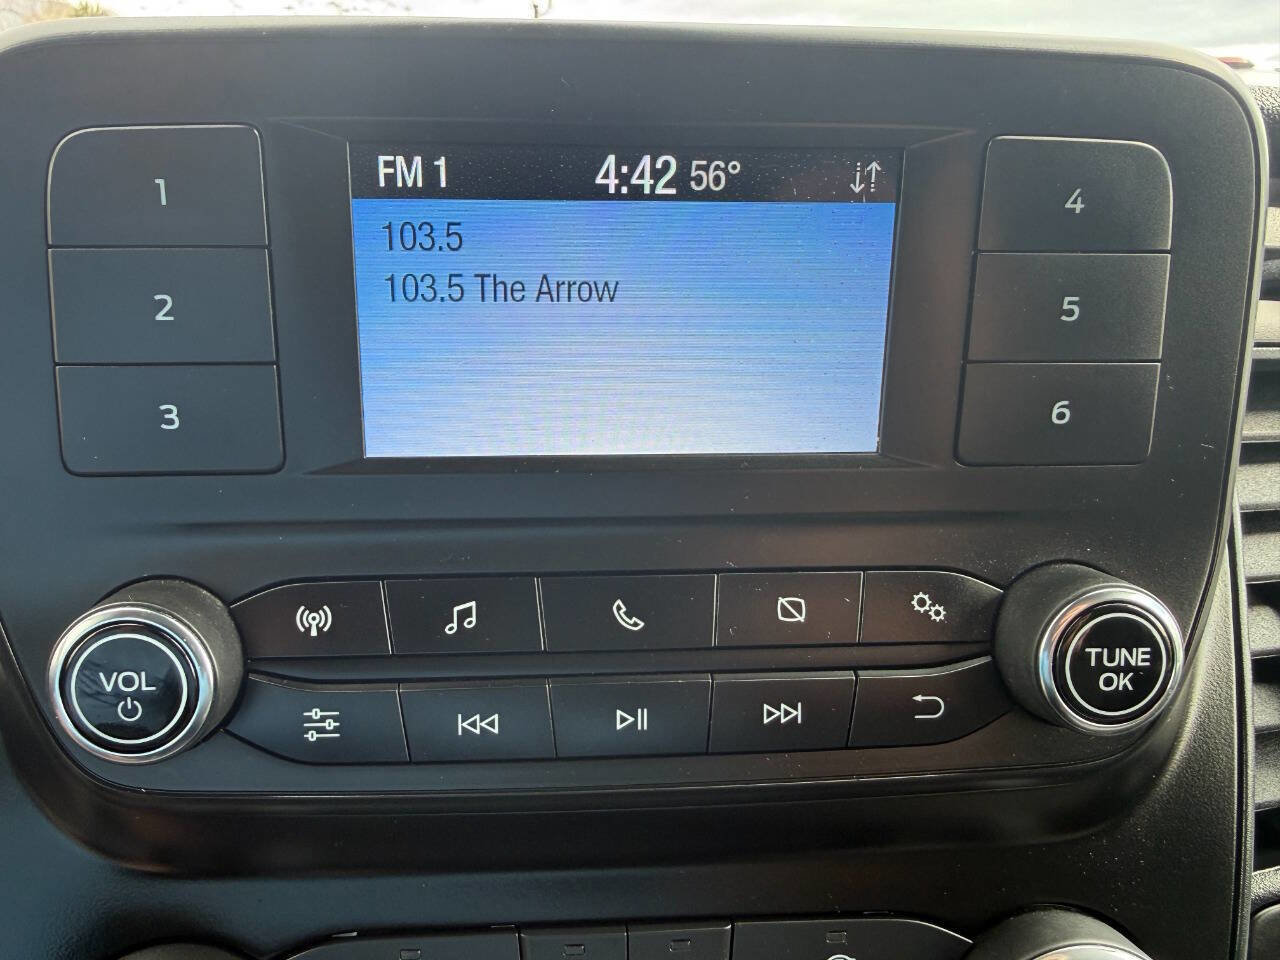 FM 1 4:42 56°
103.5
103.5 The Arrow
1
2
3
4
5
6
VOL
TUNE
OK